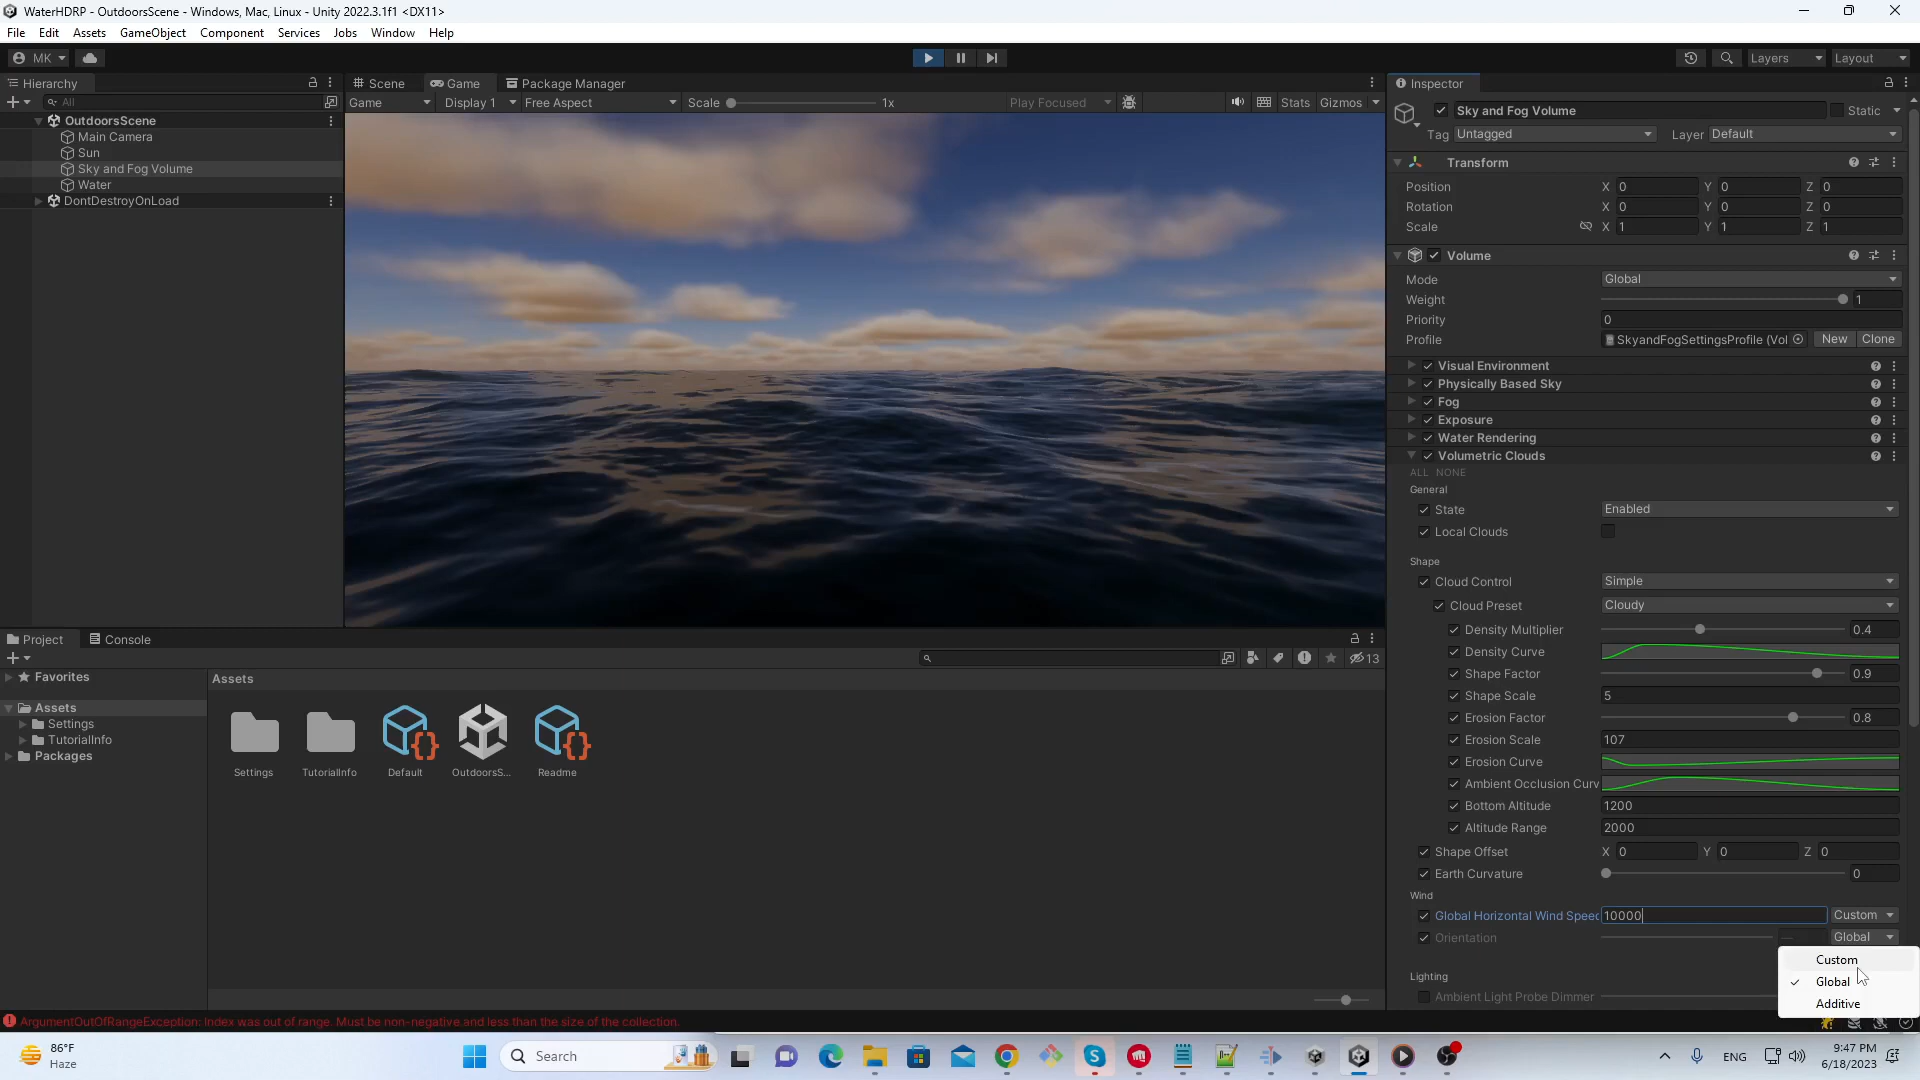 WaterHDRP - OutdoorsScene - Windows, Mac, Linux - Unity 2022.3.1f1 <DX11>
File Edit Assets GameObject Component Services Jobs Window Help
MK Layers Layout
Hierarchy Scene Game Package Manager Inspector
All Game Display 1 Free Aspect Scale 1x Play Focused Stats Gizmos
Sky and Fog Volume Static
Tag Untagged Layer Default
OutdoorsScene
Main Camera
Sun
Sky and Fog Volume
Water
DontDestroyOnLoad
Transform
Position X 0 Y 0 Z 0
Rotation X 0 Y 0 Z 0
Scale X 1 Y 1 Z 1
Volume
Mode Global
Weight 1
Priority 0
Profile SkyandFogSettingsProfile (Vol New Clone
Visual Environment
Physically Based Sky
Fog
Exposure
Water Rendering
Volumetric Clouds
ALL NONE
General
State Enabled
Local Clouds
Shape
Cloud Control Simple
Cloud Preset Cloudy
Density Multiplier 0.4
Density Curve
Shape Factor 0.9
Shape Scale 5
Erosion Factor 0.8
Erosion Scale 107
Erosion Curve
Ambient Occlusion Curv
Bottom Altitude 1200
Altitude Range 2000
Shape Offset X 0 Y 0 Z 0
Earth Curvature 0
Wind
Global Horizontal Wind Speed 10000 Custom
Orientation Global
Custom
Global
Additive
Lighting
Ambient Light Probe Dimmer
Project Console
13
Favorites
Assets
Settings
TutorialInfo
Packages
Assets
Settings TutorialInfo Default OutdoorsS... Readme
ArgumentOutOfRangeException: Index was out of range. Must be non-negative and less than the size of the collection.
86°F
Haze
Search
ENG
9:47 PM
6/18/2023